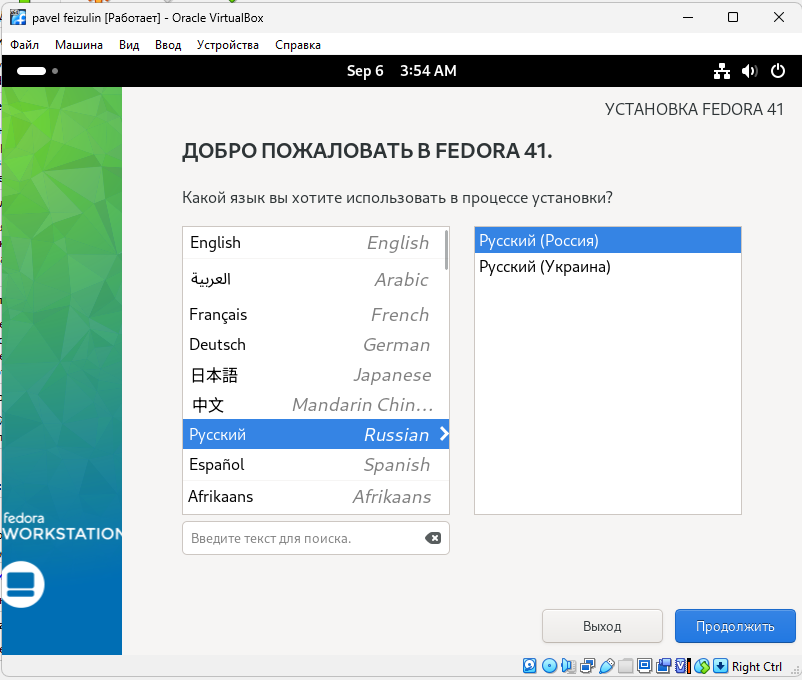 pavel feizulin [Работает] - Oracle VirtualBox
Файл Машина Вид Ввод Устройства Справка
Sep 6 3:54 AM
УСТАНОВКА FEDORA 41
ДОБРО ПОЖАЛОВАТЬ В FEDORA 41.
Какой язык вы хотите использовать в процессе установки?
English English
العربية Arabic
Français French
Deutsch German
日本語 Japanese
中文 Mandarin Chin...
Русский Russian
Español Spanish
Afrikaans Afrikaans
Введите текст для поиска.
Русский (Россия)
Русский (Украина)
fedora
WORKSTATION
Выход Продолжить
Right Ctrl